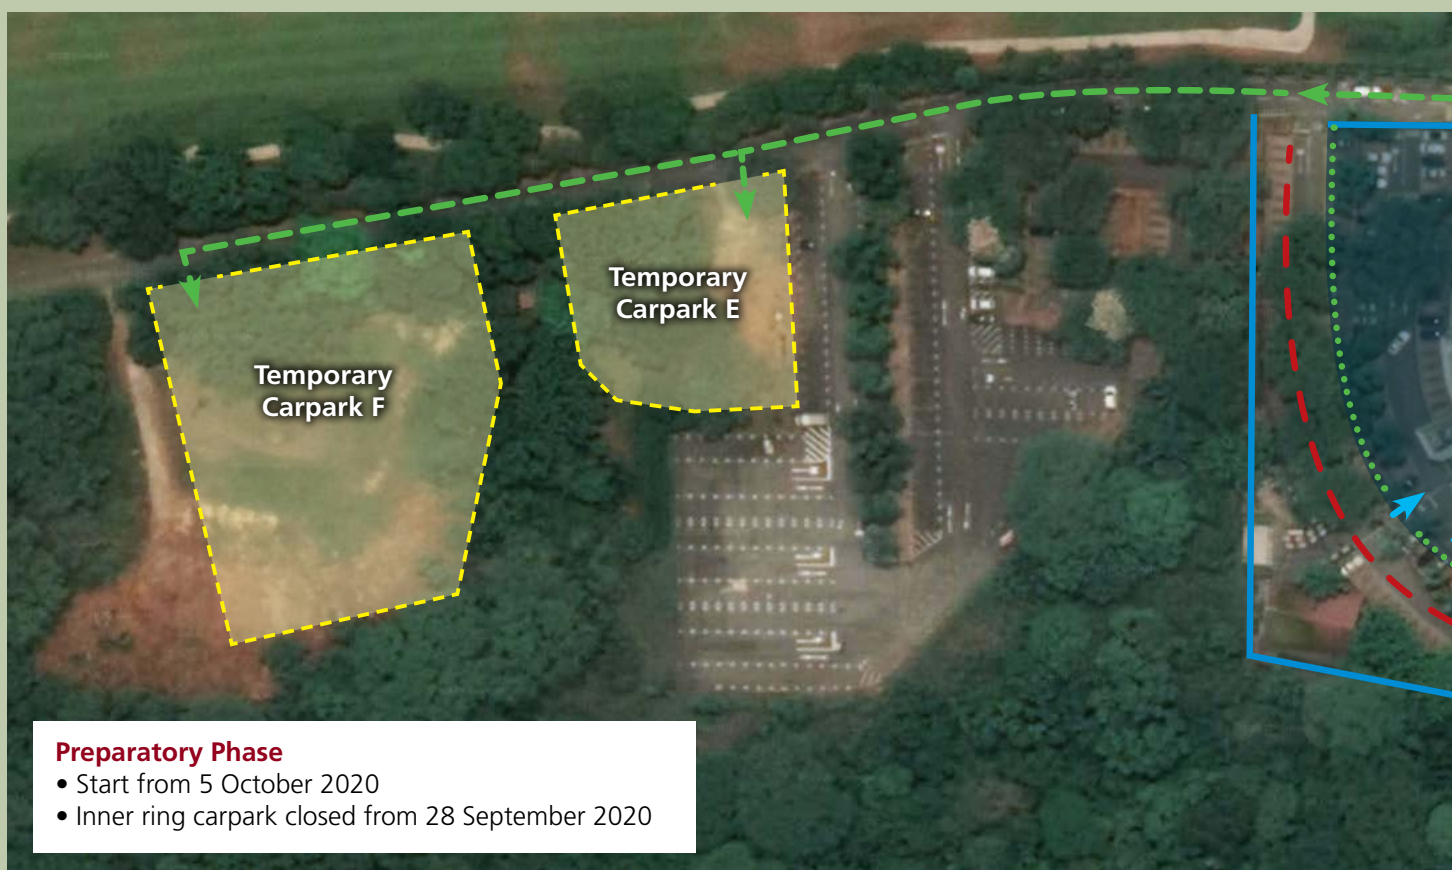 Temporary
Carpark E
Temporary
Carpark F
Preparatory Phase
• Start from 5 October 2020
• Inner ring carpark closed from 28 September 2020